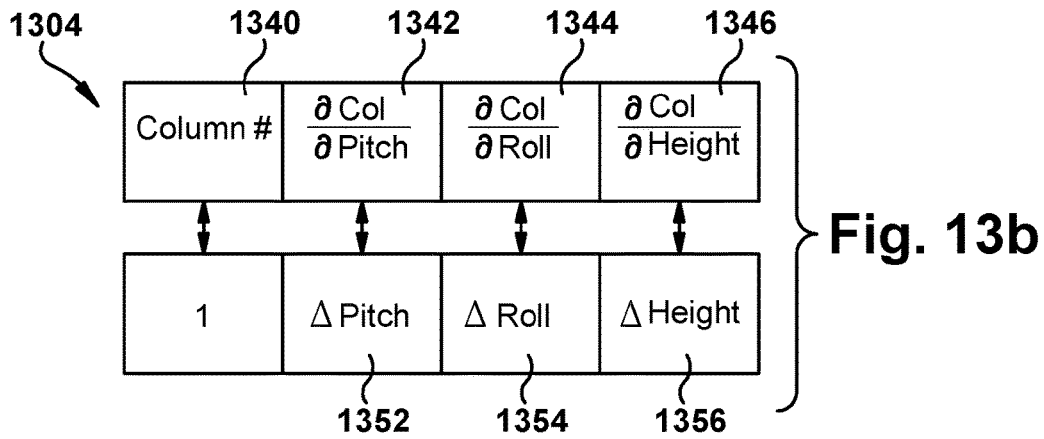 1304 1340 1342 1344 1346
Column # ∂ Col ∂ Col ∂ Col
∂ Pitch ∂ Roll ∂ Height
Fig. 13b
1 Δ Pitch Δ Roll Δ Height
1352 1354 1356